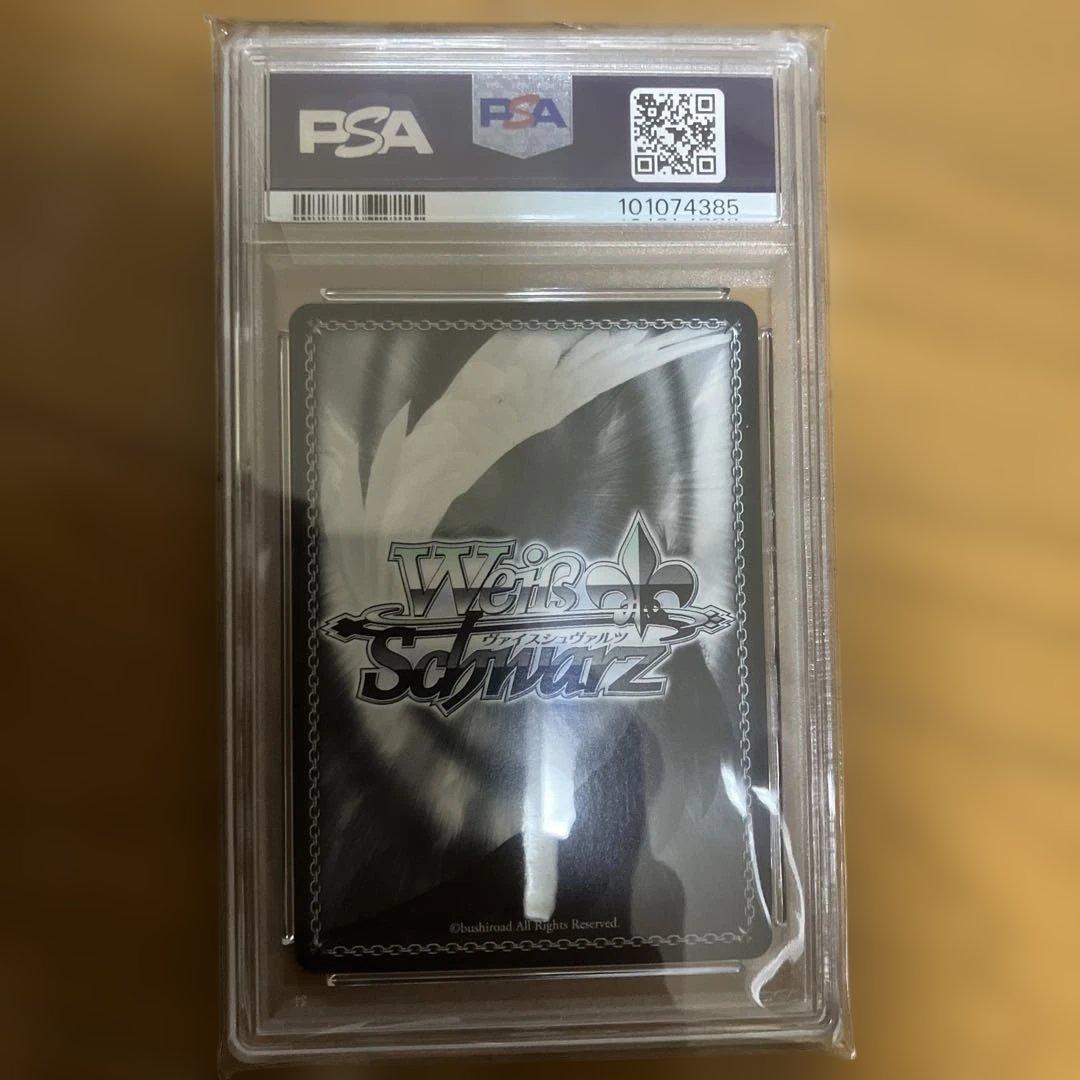 PSA PSA
101074385
Weiß
ヴァイスシュヴァルツ
Schwarz
©bushiroad All Rights Reserved.